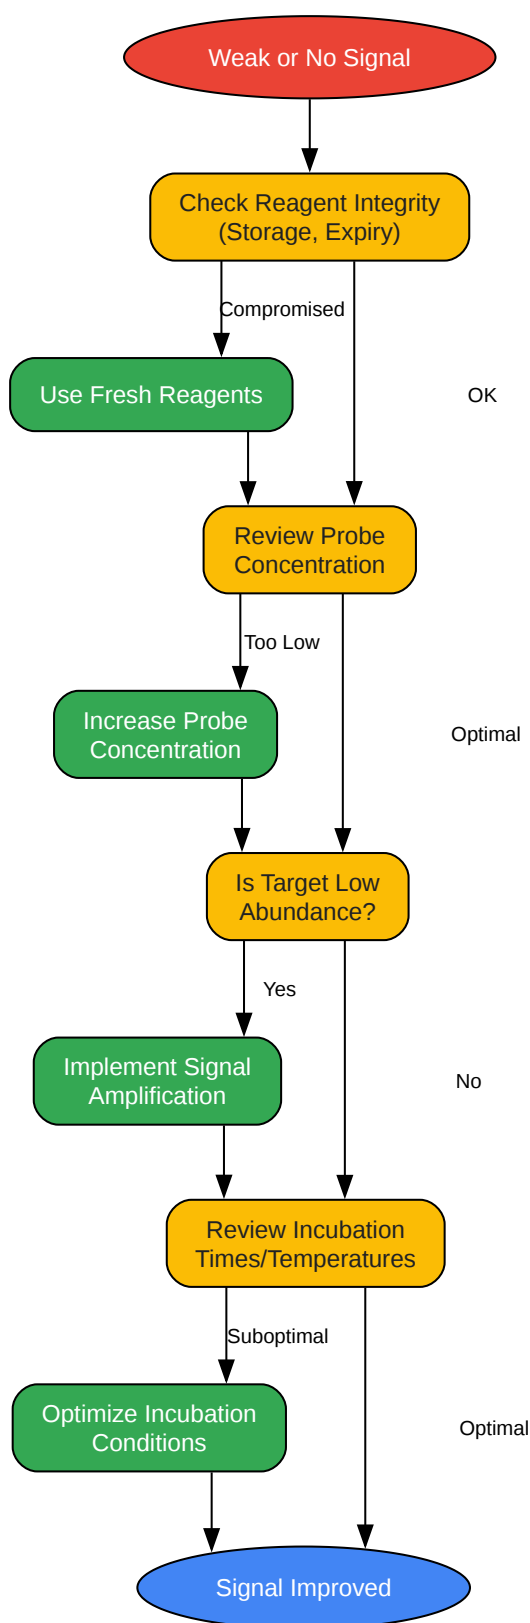 Weak or No Signal
Check Reagent Integrity
(Storage, Expiry)
Compromised
Use Fresh Reagents
OK
Review Probe
Concentration
Too Low
Increase Probe
Concentration
Optimal
Is Target Low
Abundance?
Yes
Implement Signal
Amplification
No
Review Incubation
Times/Temperatures
Suboptimal
Optimize Incubation
Conditions
Optimal
Signal Improved